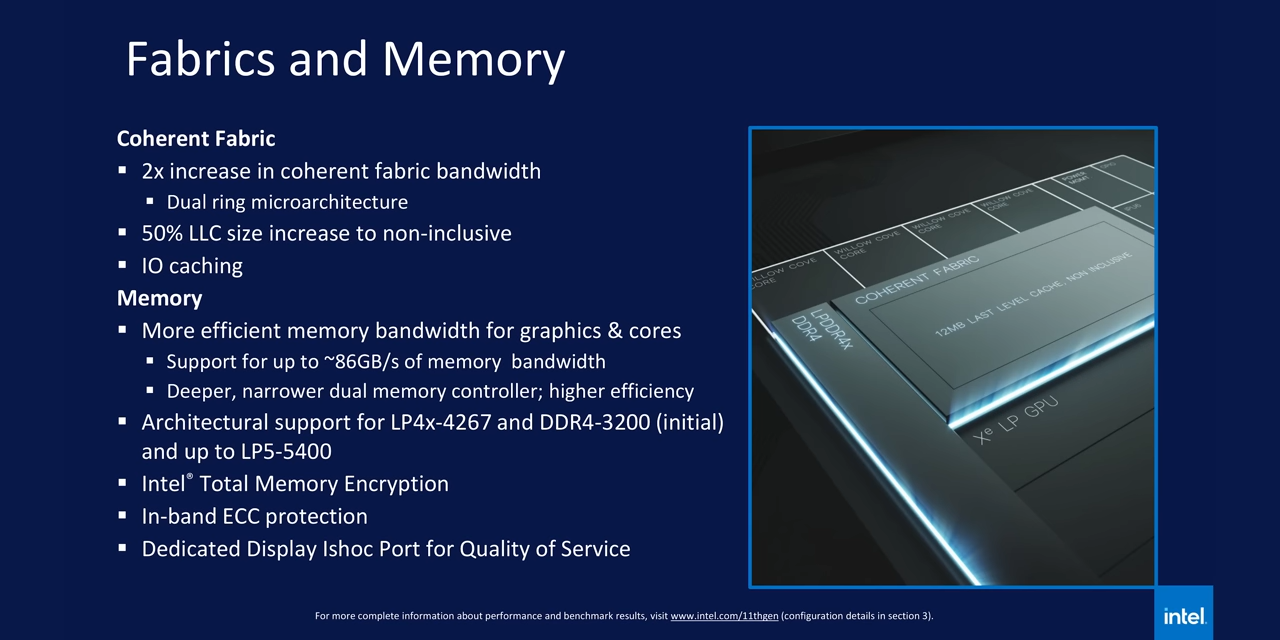 Fabrics and Memory
Coherent Fabric
▪ 2x increase in coherent fabric bandwidth
▪ Dual ring microarchitecture
▪ 50% LLC size increase to non-inclusive
▪ IO caching
Memory
▪ More efficient memory bandwidth for graphics & cores
▪ Support for up to ~86GB/s of memory bandwidth
▪ Deeper, narrower dual memory controller; higher efficiency
▪ Architectural support for LP4x-4267 and DDR4-3200 (initial)
and up to LP5-5400
▪ Intel® Total Memory Encryption
▪ In-band ECC protection
▪ Dedicated Display Ishoc Port for Quality of Service
POWER
MGMT
IPU6
WILLOW COVE
CORE
WILLOW COVE
CORE
WILLOW COVE
CORE
ILLOW COVE
CORE
COHERENT FABRIC
12MB LAST LEVEL CACHE, NON INCLUSIVE
LPDDR4x
DDR4
Xᵉ LP GPU
For more complete information about performance and benchmark results, visit www.intel.com/11thgen (configuration details in section 3).
intel.